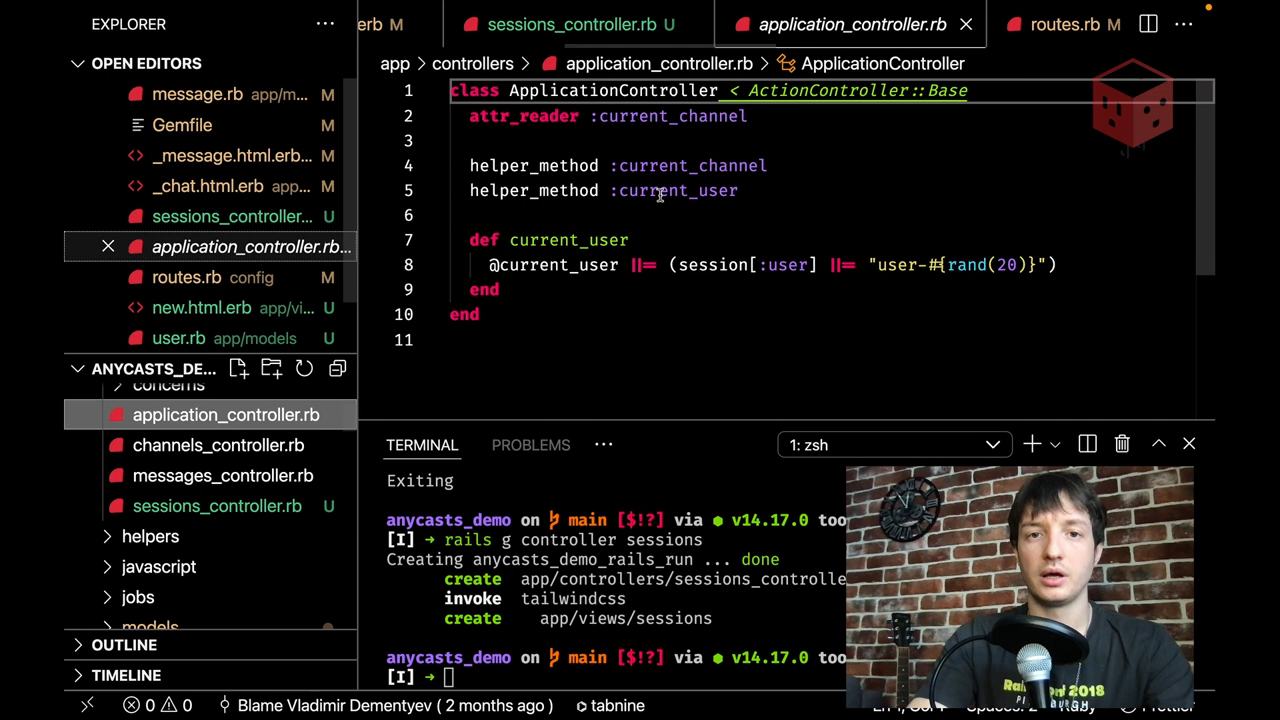 EXPLORER
OPEN EDITORS
message.rb app/m... M
Gemfile M
_message.html.erb... M
_chat.html.erb app... M
sessions_controller... U
application_controller.rb...
routes.rb config M
new.html.erb app/vi... U
user.rb app/models U
ANYCASTS_DE...
concerns
application_controller.rb
channels_controller.rb
messages_controller.rb
sessions_controller.rb U
helpers
javascript
jobs
models
OUTLINE
TIMELINE
erb M
sessions_controller.rb U
application_controller.rb
routes.rb M
app > controllers > application_controller.rb > ApplicationController
1 class ApplicationController < ActionController::Base
2 attr_reader :current_channel
3
4 helper_method :current_channel
5 helper_method :current_user
6
7 def current_user
8 @current_user ||= (session[:user] ||= "user-#{rand(20)}")
9 end
10 end
11
TERMINAL PROBLEMS ...
1: zsh
Exiting
anycasts_demo on main [$!?] via v14.17.0 too
[I] → rails g controller sessions
Creating anycasts_demo_rails_run ... done
create app/controllers/sessions_controlle
invoke tailwindcss
create app/views/sessions
anycasts_demo on main [$!?] via v14.17.0 too
[I] →
0 0 Blame Vladimir Dementyev ( 2 months ago ) tabnine